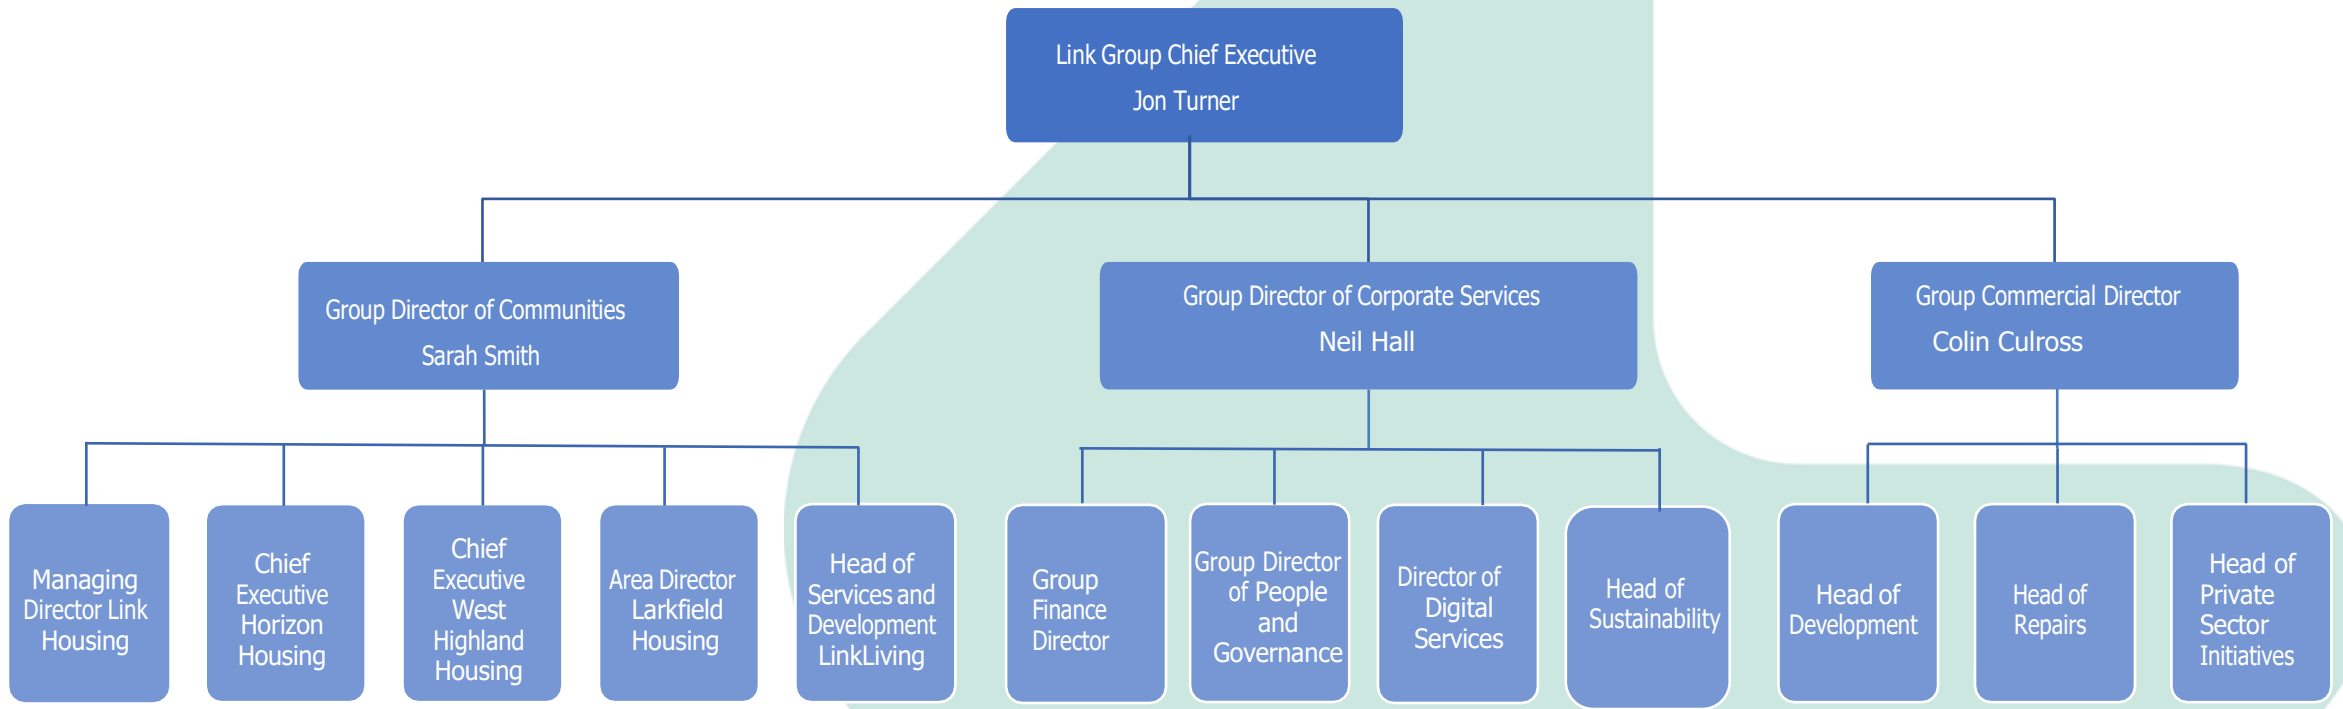 Link Group Chief Executive
Jon Turner
Group Director of Communities
Sarah Smith
Group Director of Corporate Services
Neil Hall
Group Commercial Director
Colin Culross
Managing
Director Link
Housing
Chief
Executive
Horizon
Housing
Chief
Executive
West
Highland
Housing
Area Director
Larkfield
Housing
Head of
Services and
Development
LinkLiving
Group
Finance
Director
Group Director
of People
and
Governance
Director of
Digital
Services
Head of
Sustainability
Head of
Development
Head of
Repairs
Head of
Private
Sector
Initiatives